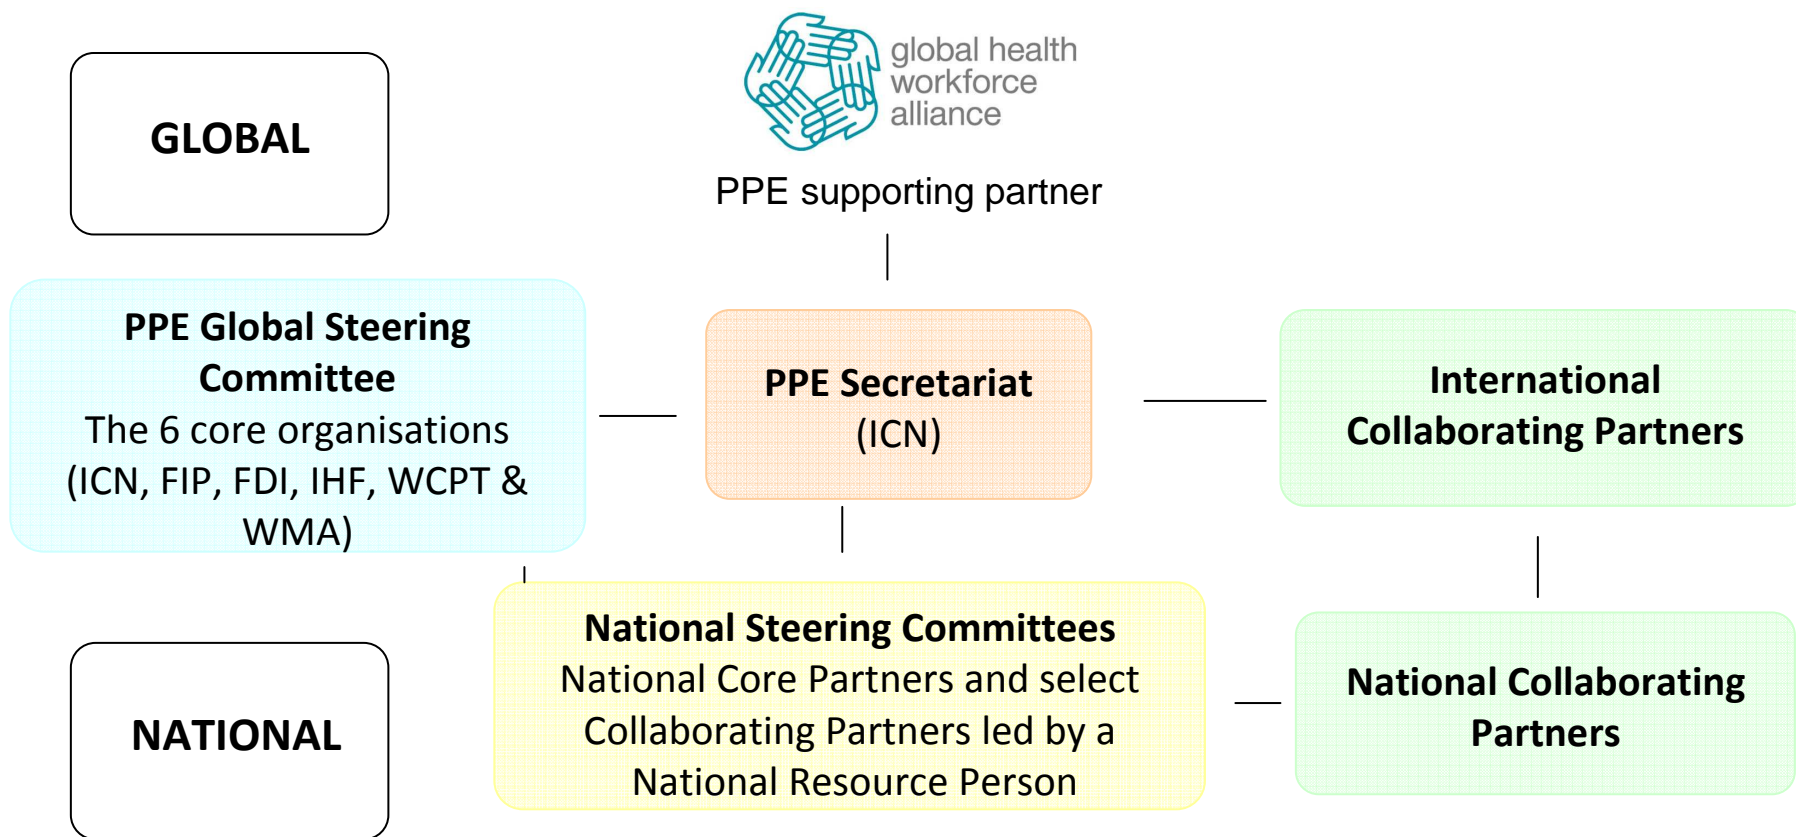 GLOBAL
global health
workforce
alliance
PPE supporting partner
PPE Global Steering
Committee
The 6 core organisations
(ICN, FIP, FDI, IHF, WCPT &
WMA)
PPE Secretariat
(ICN)
International
Collaborating Partners
NATIONAL
National Steering Committees
National Core Partners and select
Collaborating Partners led by a
National Resource Person
National Collaborating
Partners